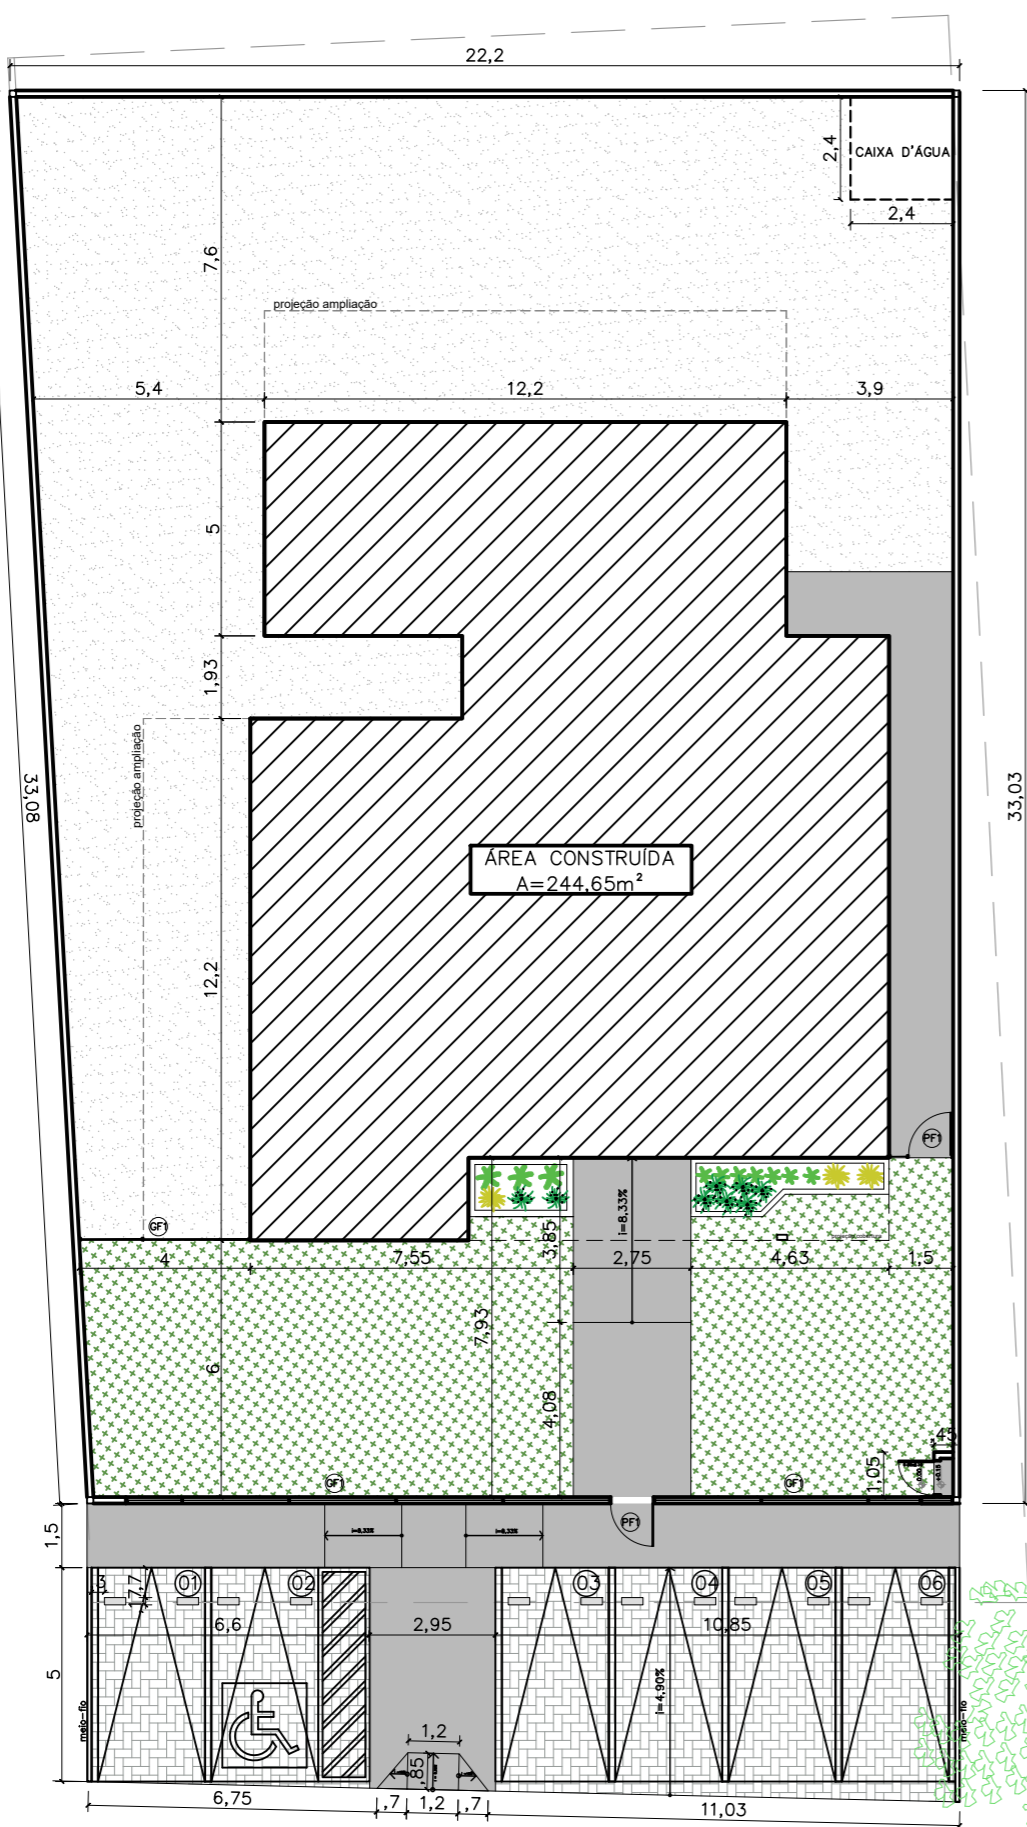 22,2
2,4
CAIXA D'ÁGUA
2,4
7,6
projeção ampliação
5,4
12,2
3,9
5
1,93
projeção ampliação
33,08
33,03
ÁREA CONSTRUÍDA
A=244,65m²
12,2
PF1
GF1
i=8,33%
3,85
4
7,55
2,75
4,63
1,5
7,93
6
4,08
45
1,05
GF1
GF1
PF1
1,5
i=8,33%
i=8,33%
3
17,7
01
02
03
04
05
06
6,6
2,95
10,85
5
meio-fio
i=4,90%
meio-fio
1,2
,85
6,75
,7
1,2
,7
11,03